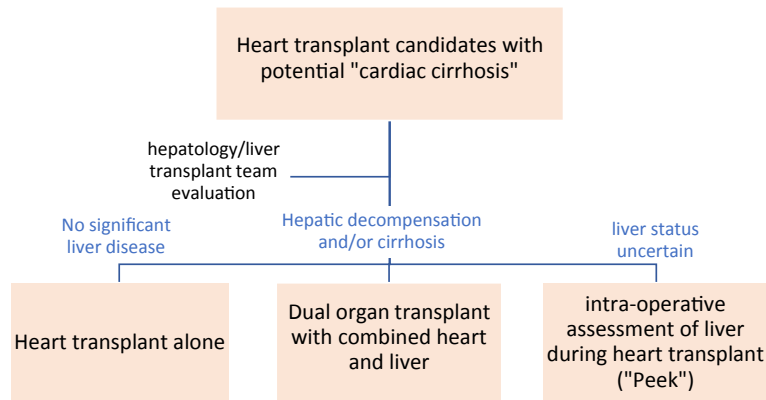 Heart transplant candidates with
potential "cardiac cirrhosis"
hepatology/liver
transplant team
evaluation
No significant
liver disease
Hepatic decompensation
and/or cirrhosis
liver status
uncertain
Heart transplant alone
Dual organ transplant
with combined heart
and liver
intra-operative
assessment of liver
during heart transplant
("Peek")